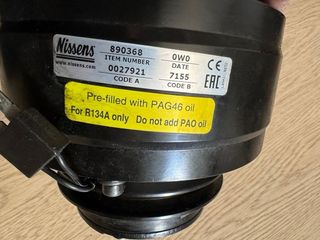 Nissens
www.nissens.com
890368
ITEM NUMBER
0027921
CODE A
0W0
DATE
7155
CODE B
CE
EAC
Pre-filled with PAG46 oil
For R134A only Do not add PAO oil